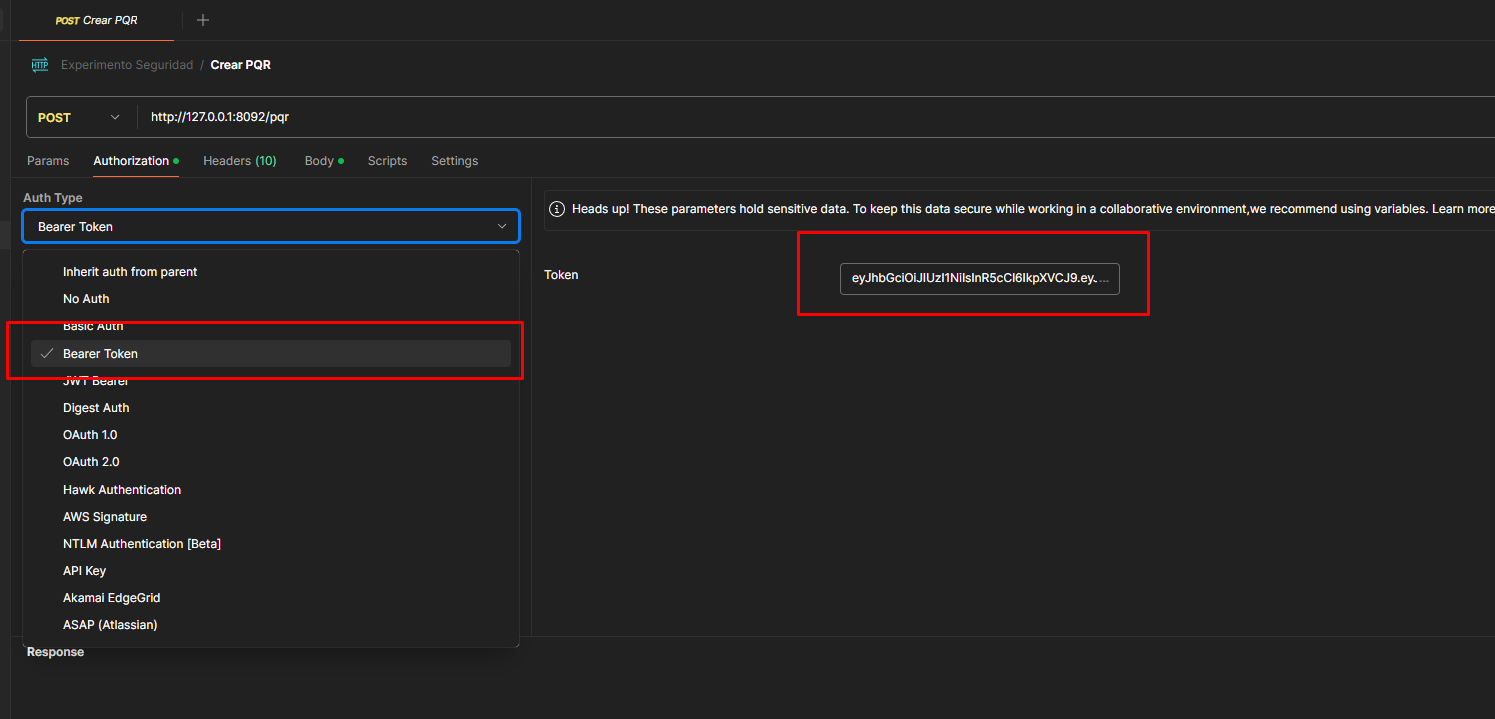 POST Crear PQR
HTTP Experimento Seguridad / Crear PQR
POST http://127.0.0.1:8092/pqr
Params Authorization Headers (10) Body Scripts Settings
Auth Type
Bearer Token
Heads up! These parameters hold sensitive data. To keep this data secure while working in a collaborative environment,we recommend using variables. Learn more
Token
eyJhbGciOiJIUzI1NiIsInR5cCI6IkpXVCJ9.ey...
Inherit auth from parent
No Auth
Basic Auth
Bearer Token
JWT Bearer
Digest Auth
OAuth 1.0
OAuth 2.0
Hawk Authentication
AWS Signature
NTLM Authentication [Beta]
API Key
Akamai EdgeGrid
ASAP (Atlassian)
Response